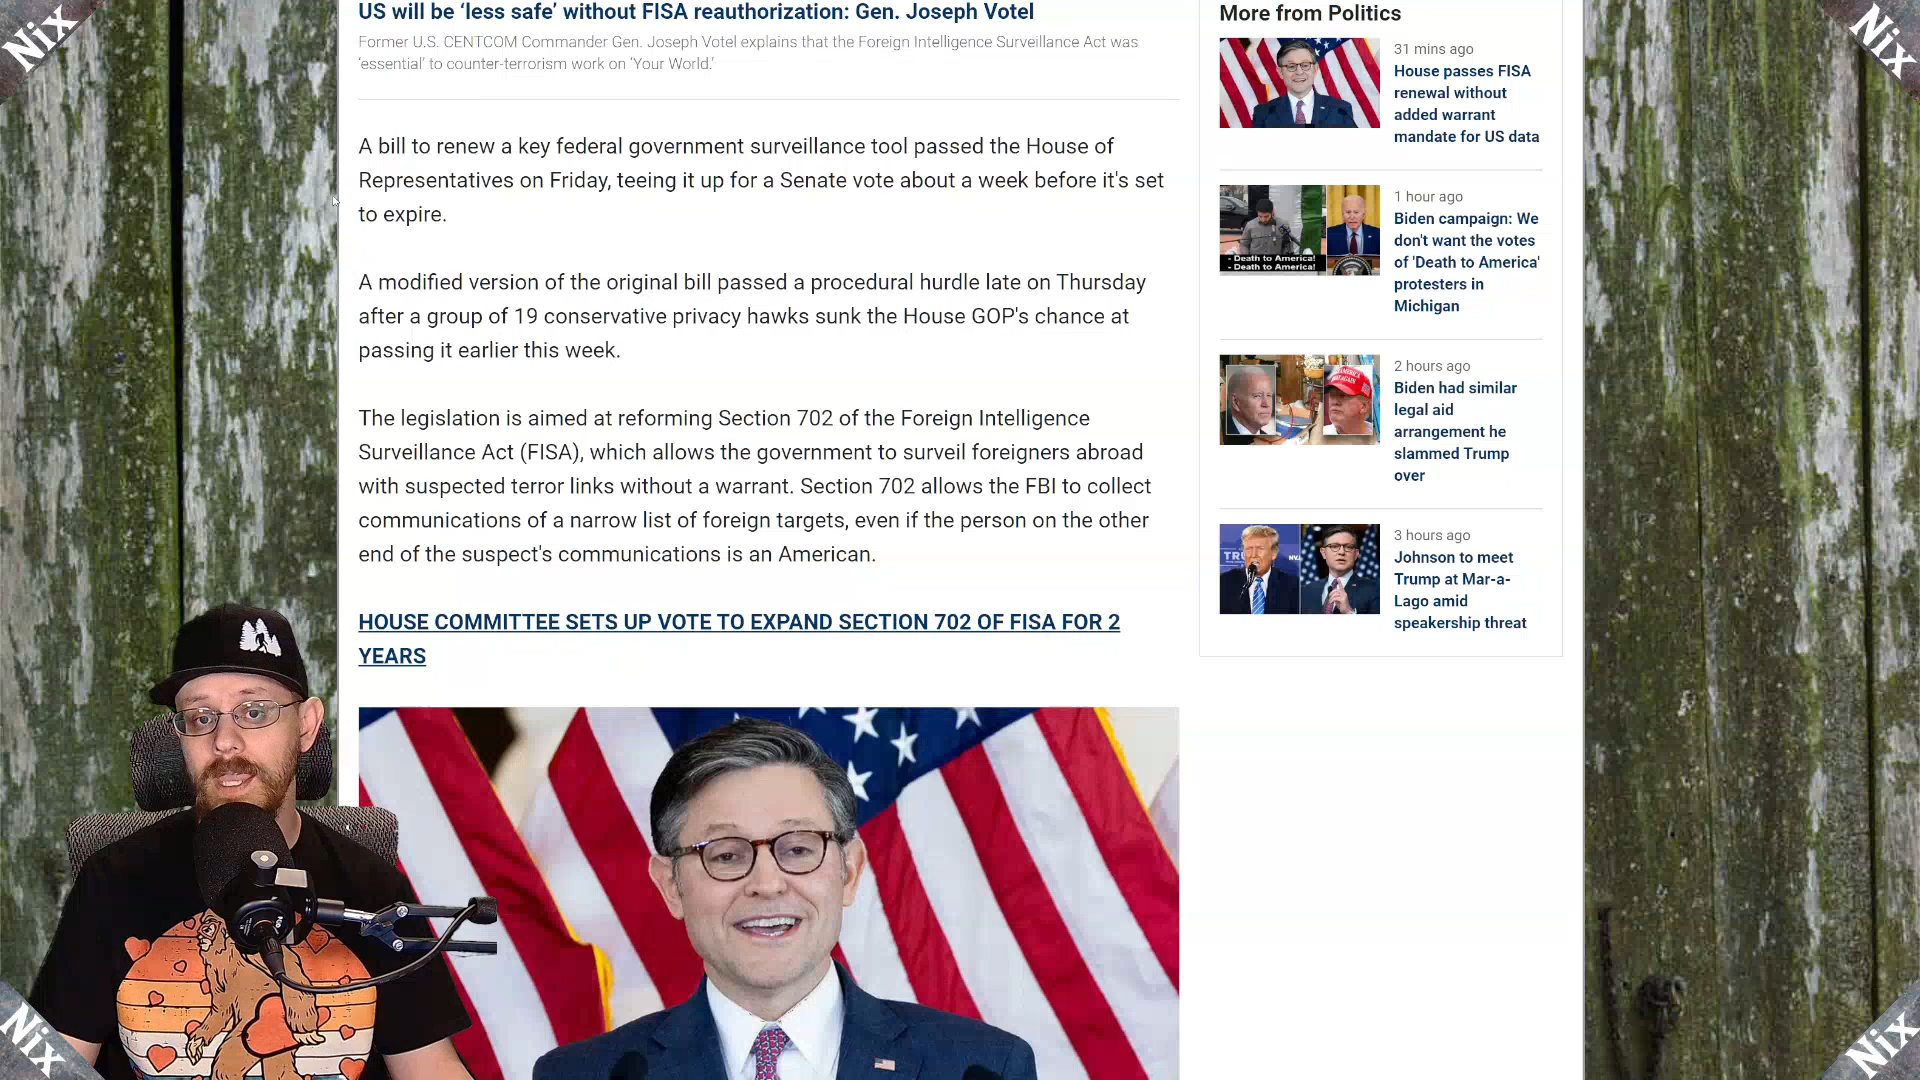 Nix
Nix
US will be ‘less safe’ without FISA reauthorization: Gen. Joseph Votel
Former U.S. CENTCOM Commander Gen. Joseph Votel explains that the Foreign Intelligence Surveillance Act was
‘essential’ to counter-terrorism work on ‘Your World.’
A bill to renew a key federal government surveillance tool passed the House of
Representatives on Friday, teeing it up for a Senate vote about a week before it's set
to expire.
A modified version of the original bill passed a procedural hurdle late on Thursday
after a group of 19 conservative privacy hawks sunk the House GOP's chance at
passing it earlier this week.
The legislation is aimed at reforming Section 702 of the Foreign Intelligence
Surveillance Act (FISA), which allows the government to surveil foreigners abroad
with suspected terror links without a warrant. Section 702 allows the FBI to collect
communications of a narrow list of foreign targets, even if the person on the other
end of the suspect's communications is an American.
HOUSE COMMITTEE SETS UP VOTE TO EXPAND SECTION 702 OF FISA FOR 2
YEARS
More from Politics
31 mins ago
House passes FISA
renewal without
added warrant
mandate for US data
- Death to America!
- Death to America!
1 hour ago
Biden campaign: We
don't want the votes
of 'Death to America'
protesters in
Michigan
2 hours ago
Biden had similar
legal aid
arrangement he
slammed Trump
over
3 hours ago
Johnson to meet
Trump at Mar-a-
Lago amid
speakership threat
Nix
Nix